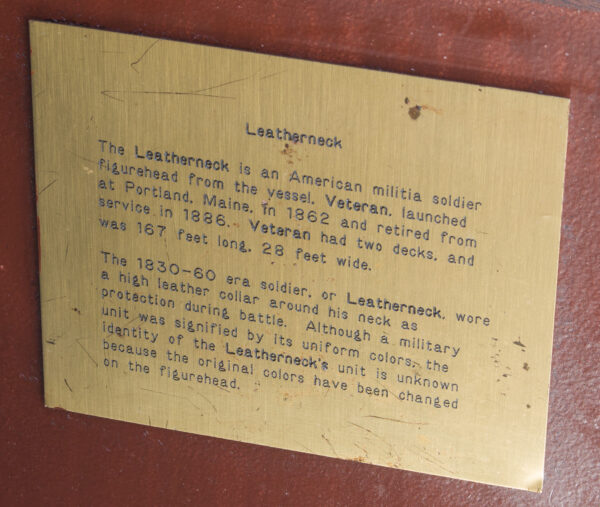 Leatherneck
The Leatherneck is an American militia soldier
figurehead from the vessel, Veteran, launched
at Portland, Maine, in 1862 and retired from
service in 1886. Veteran had two decks, and
was 167 feet long, 28 feet wide.
The 1830-60 era soldier, or Leatherneck, wore
a high leather collar around his neck as
protection during battle. Although a military
unit was signified by its uniform colors, the
identity of the Leatherneck's unit is unknown
because the original colors have been changed
on the figurehead.